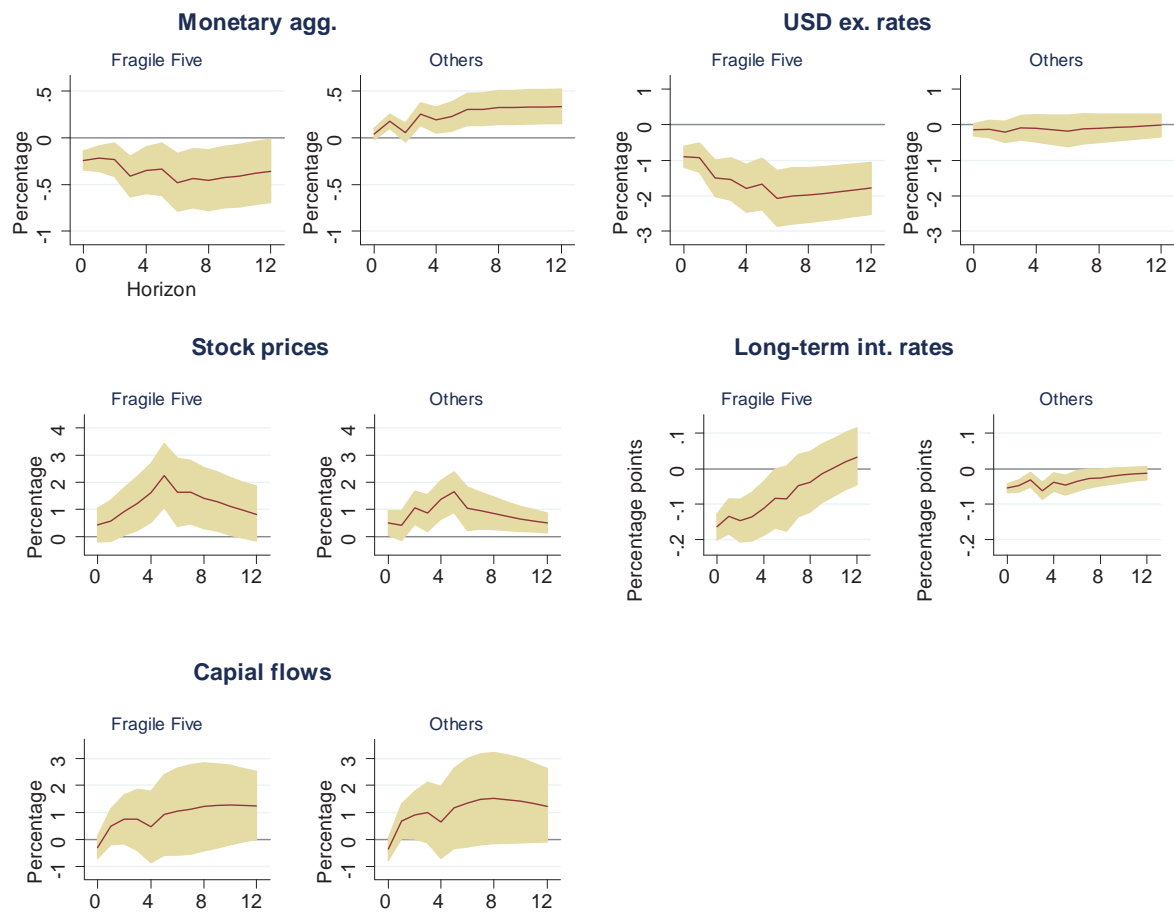 Monetary agg.
USD ex. rates
Fragile Five
Others
Fragile Five
Others
Percentage
.5
0
-.5
-1
.5
0
-.5
-1
Percentage
1
0
-1
-2
-3
1
0
-1
-2
-3
0 4 8 12
0 4 8 12
0 4 8 12
0 4 8 12
Horizon
Stock prices
Long-term int. rates
Fragile Five
Others
Fragile Five
Others
Percentage
4
3
2
1
0
Percentage
4
3
2
1
0
Percentage points
.1
0
-.1
-.2
Percentage points
.1
0
-.1
-.2
0 4 8 12
0 4 8 12
0 4 8 12
0 4 8 12
Capial flows
Fragile Five
Others
Percentage
3
2
1
0
-1
Percentage
3
2
1
0
-1
0 4 8 12
0 4 8 12